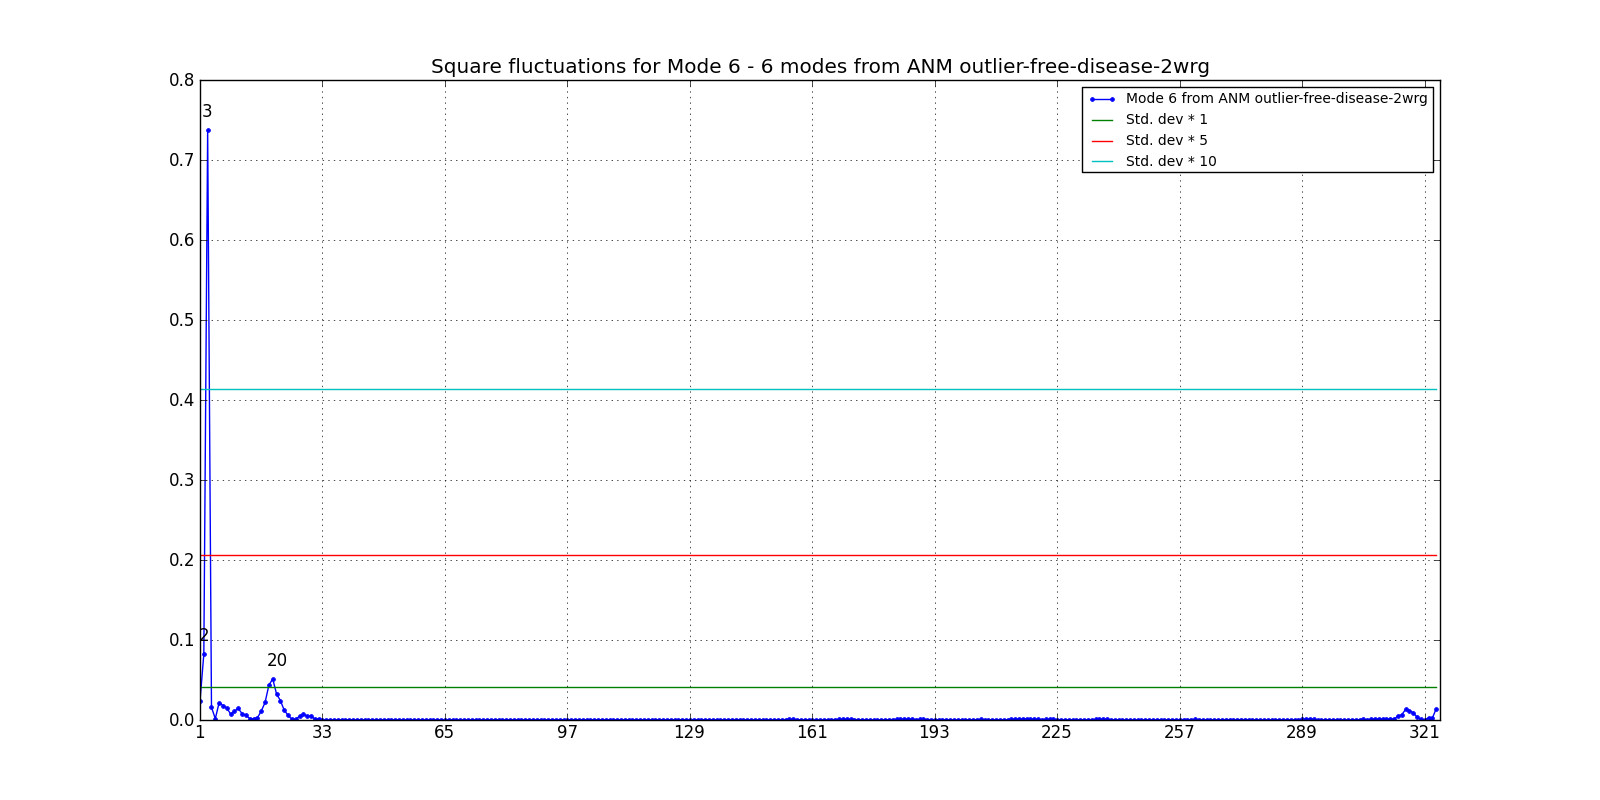 Square fluctuations for Mode 6 - 6 modes from ANM outlier-free-disease-2wrg
0.8
0.7
0.6
0.5
0.4
0.3
0.2
0.1
0.0
3
2
20
Mode 6 from ANM outlier-free-disease-2wrg
Std. dev * 1
Std. dev * 5
Std. dev * 10
1 33 65 97 129 161 193 225 257 289 321